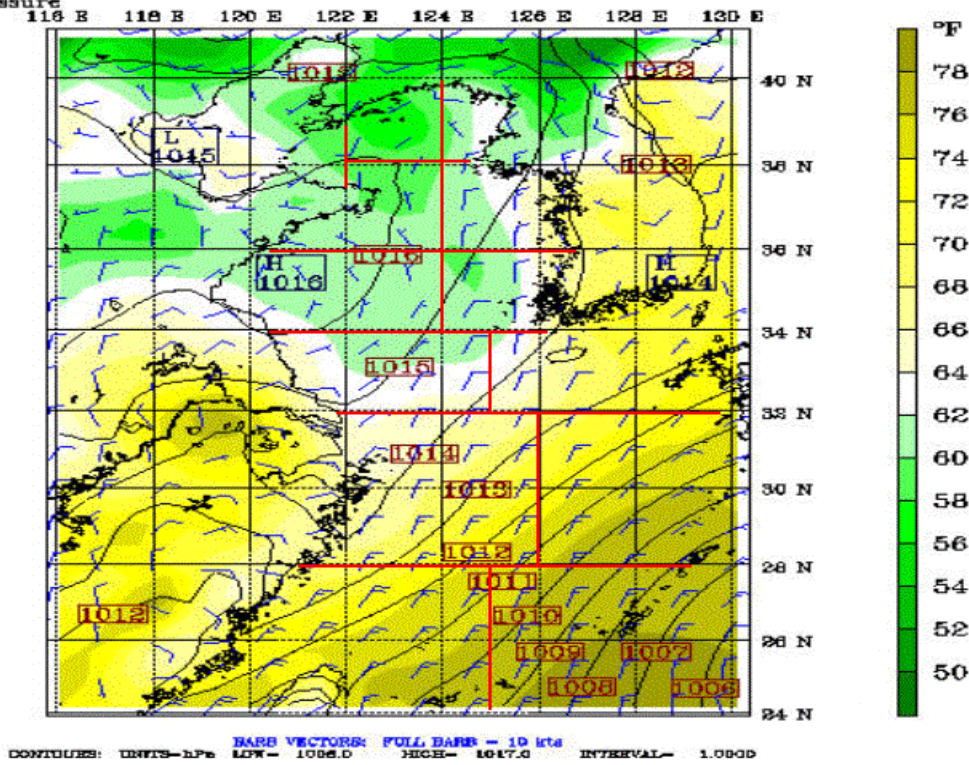 116 E 118 E 120 E 122 E 124 E 126 E 128 E 130 E
°F
1012
1012
40 N
78
76
L
1015
38 N
1013
74
72
36 N
1016
70
H
1016
H
1014
68
34 N
66
1015
64
32 N
62
1014
60
30 N
1013
58
1012
28 N
56
1011
1012
1010
54
26 N
1009
1007
52
1008
1006
50
24 N
BARB VECTORS: FULL BARB = 10 kts
CONTOURS: UNITS=hPa LOW= 1006.0 HIGH= 1017.0 INTERVAL= 1.0000